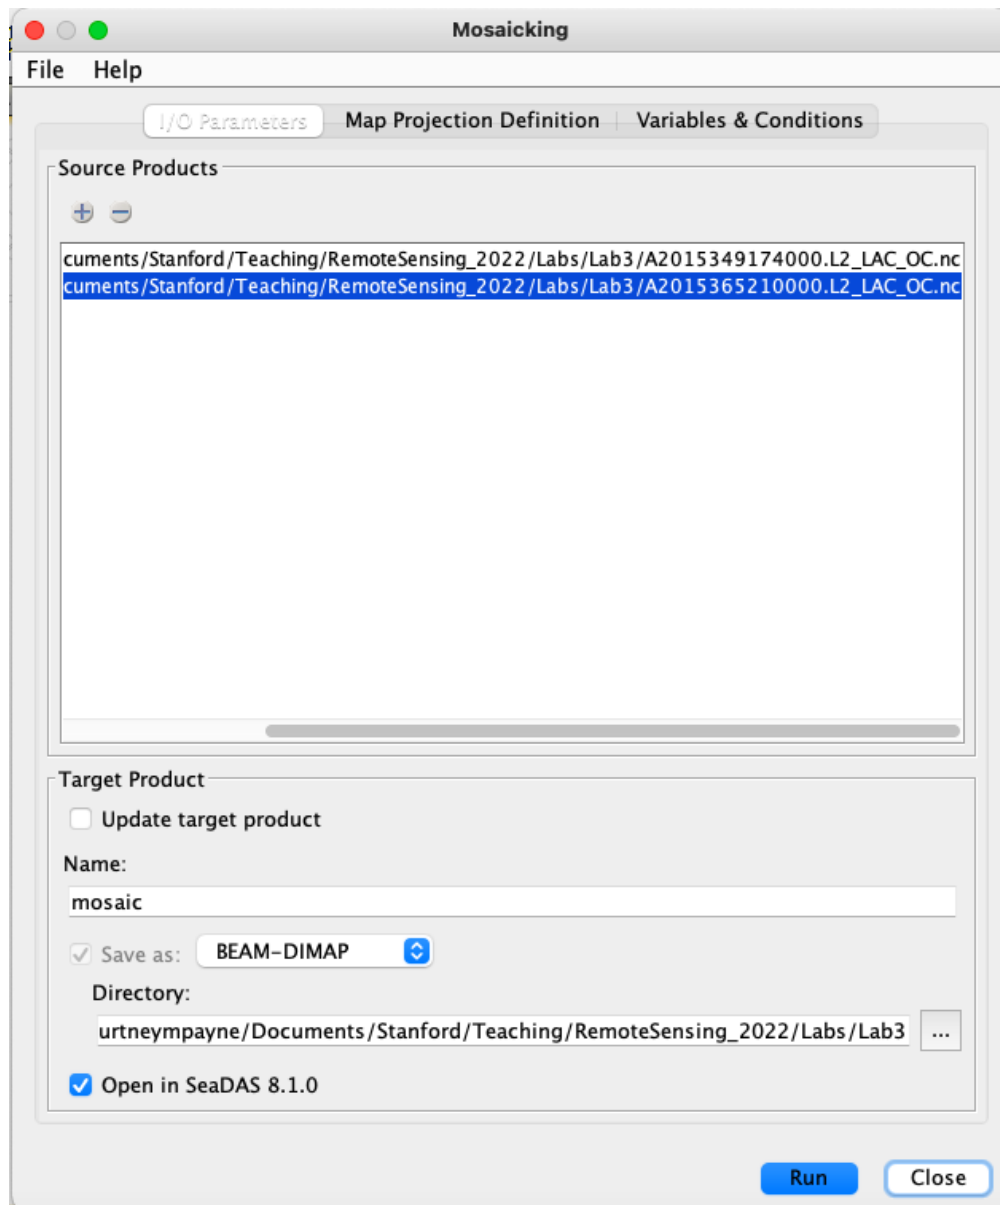 Mosaicking
File Help
I/O Parameters Map Projection Definition Variables & Conditions
Source Products
cuments/Stanford/Teaching/RemoteSensing_2022/Labs/Lab3/A2015349174000.L2_LAC_OC.nc
cuments/Stanford/Teaching/RemoteSensing_2022/Labs/Lab3/A2015365210000.L2_LAC_OC.nc
Target Product
Update target product
Name:
mosaic
Save as: BEAM-DIMAP
Directory:
urtneympayne/Documents/Stanford/Teaching/RemoteSensing_2022/Labs/Lab3 ...
Open in SeaDAS 8.1.0
Run Close